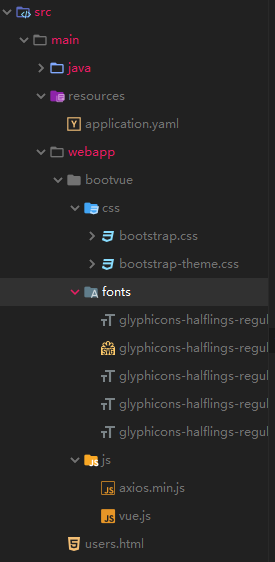 src
main
java
resources
application.yaml
webapp
bootvue
css
bootstrap.css
bootstrap-theme.css
fonts
glyphicons-halflings-regul
glyphicons-halflings-regul
glyphicons-halflings-regul
glyphicons-halflings-regul
glyphicons-halflings-regul
js
axios.min.js
vue.js
users.html